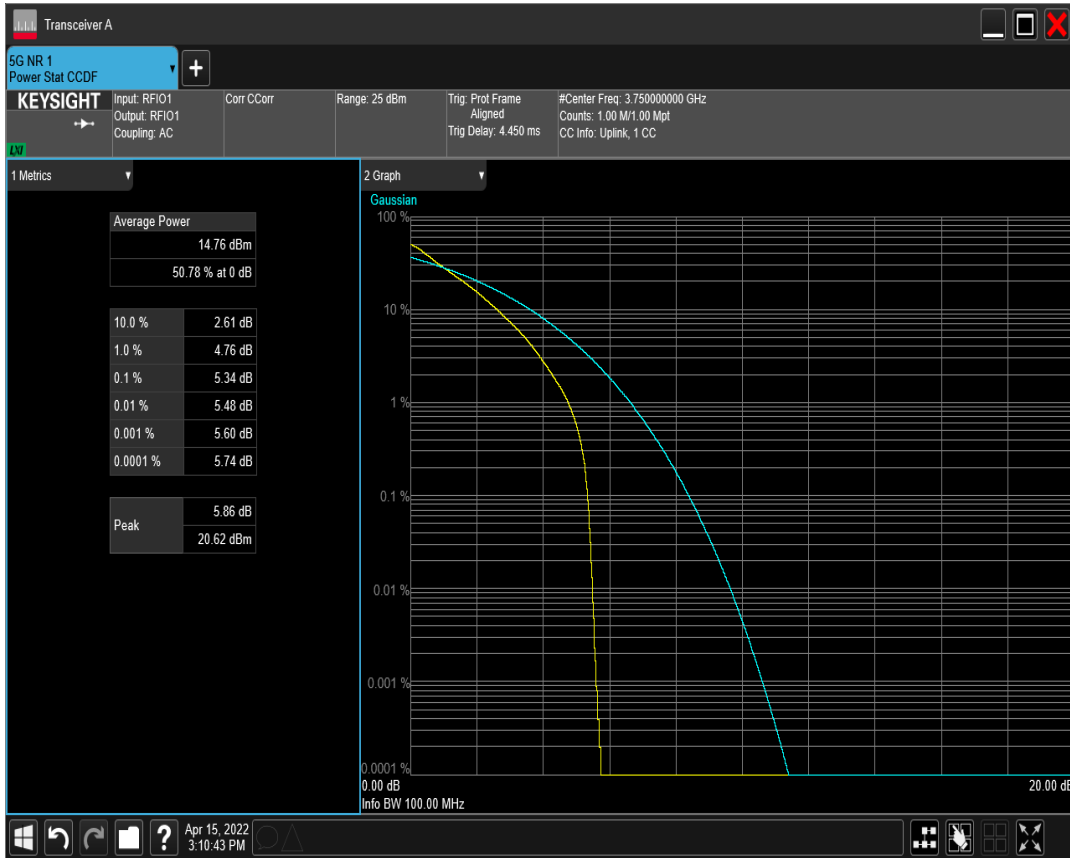 Transceiver A
5G NR 1
Power Stat CCDF
KEYSIGHT
LXI
Input: RFIO1
Output: RFIO1
Coupling: AC
Corr CCorr
Range: 25 dBm
Trig: Prot Frame
Aligned
Trig Delay: 4.450 ms
#Center Freq: 3.750000000 GHz
Counts: 1.00 M/1.00 Mpt
CC Info: Uplink, 1 CC
1 Metrics
Average Power
14.76 dBm
50.78 % at 0 dB
10.0 % 2.61 dB
1.0 % 4.76 dB
0.1 % 5.34 dB
0.01 % 5.48 dB
0.001 % 5.60 dB
0.0001 % 5.74 dB
Peak
5.86 dB
20.62 dBm
2 Graph
Gaussian
100 %
10 %
1 %
0.1 %
0.01 %
0.001 %
0.0001 %
0.00 dB 20.00 dB
Info BW 100.00 MHz
?
Apr 15, 2022
3:10:43 PM